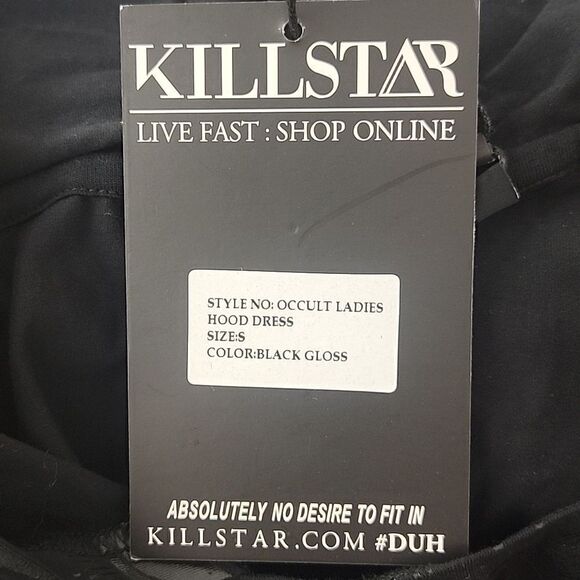 KILLSTAR
LIVE FAST : SHOP ONLINE
STYLE NO: OCCULT LADIES
HOOD DRESS
SIZE:S
COLOR:BLACK GLOSS
ABSOLUTELY NO DESIRE TO FIT IN
KILLSTAR.COM #DUH